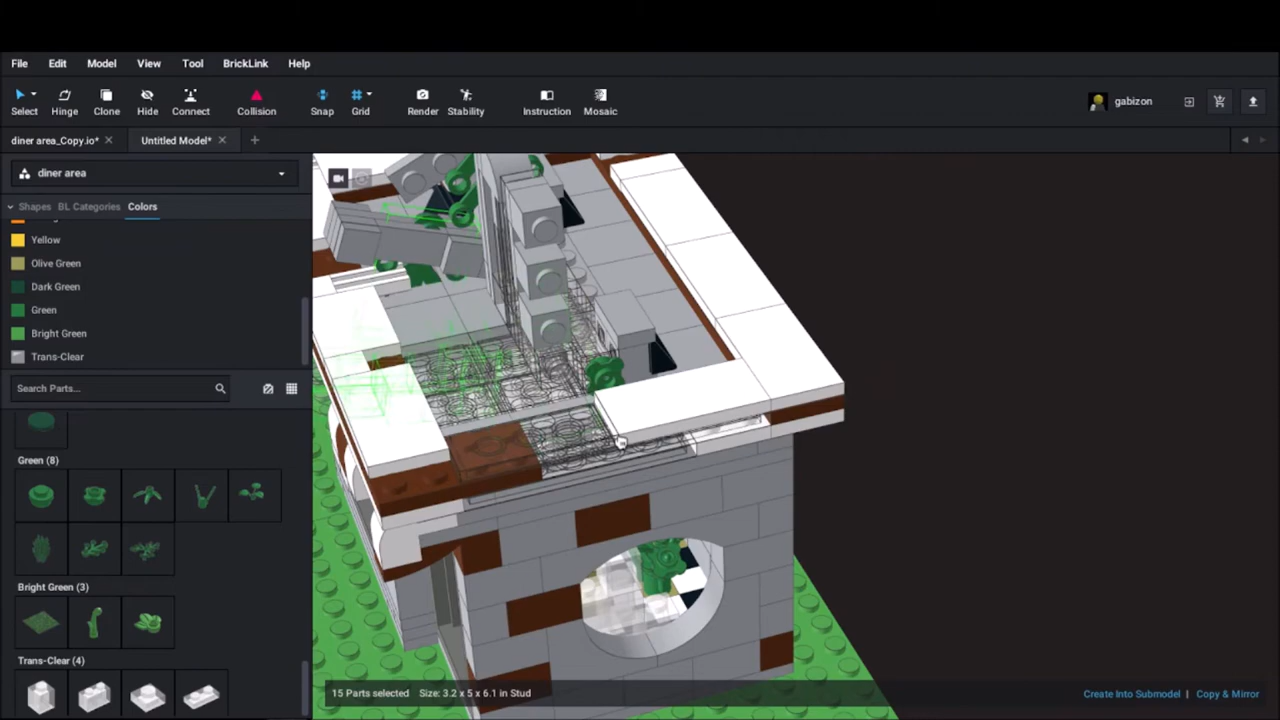 File Edit Model View Tool BrickLink Help
Select Hinge Clone Hide Connect Collision Snap Grid Render Stability Instruction Mosaic gabizon
diner area_Copy.io* Untitled Model*
diner area
Shapes BL Categories Colors
Yellow
Olive Green
Dark Green
Green
Bright Green
Trans-Clear
Search Parts...
Green (8)
Bright Green (3)
Trans-Clear (4)
15 Parts selected Size: 3.2 x 5 x 6.1 in Stud Create Into Submodel | Copy & Mirror